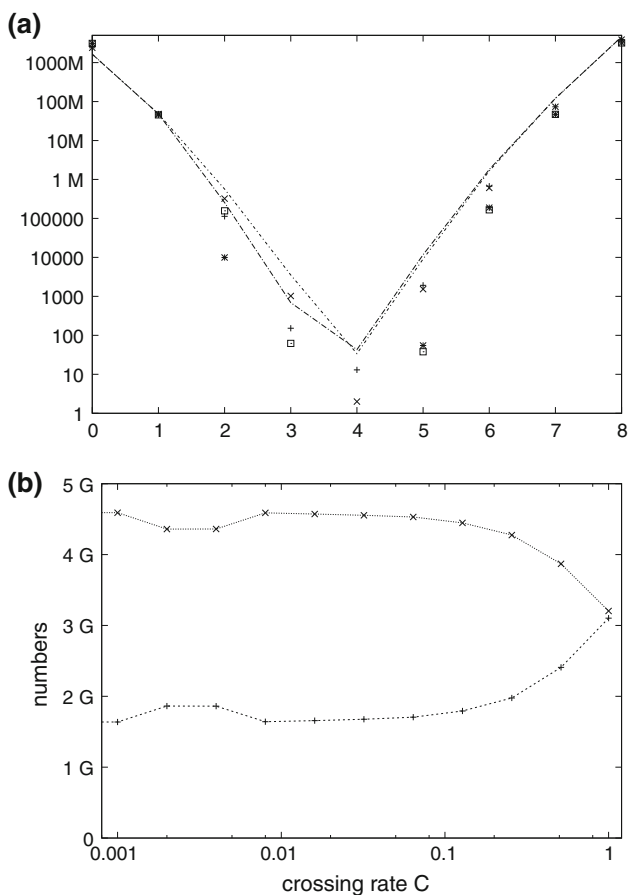 (a)
1000M
100M
10M
1 M
100000
10000
1000
100
10
1
0 1 2 3 4 5 6 7 8
(b)
5 G
4 G
3 G
2 G
1 G
0
numbers
0.001 0.01 0.1 1
crossing rate C